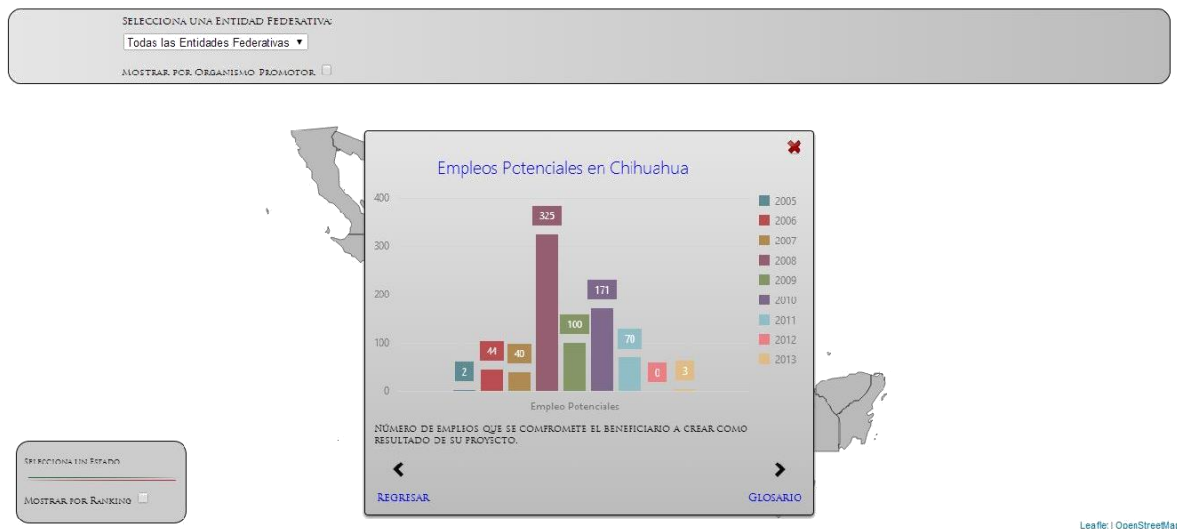 SELECCIONA UNA ENTIDAD FEDERATIVA:
Todas las Entidades Federativas
MOSTRAR POR ORGANISMO PROMOTOR
Empleos Potenciales en Chihuahua
400
300
200
100
0
2
44
40
325
100
171
70
0
3
2005
2006
2007
2008
2009
2010
2011
2012
2013
Empleo Potenciales
NÚMERO DE EMPLEOS QUE SE COMPROMETE EL BENEFICIARIO A CREAR COMO
RESULTADO DE SU PROYECTO.
REGRESAR
GLOSARIO
SELECCIONA UN ESTADO
MOSTRAR POR RANKING
Leaflet | OpenStreetMap